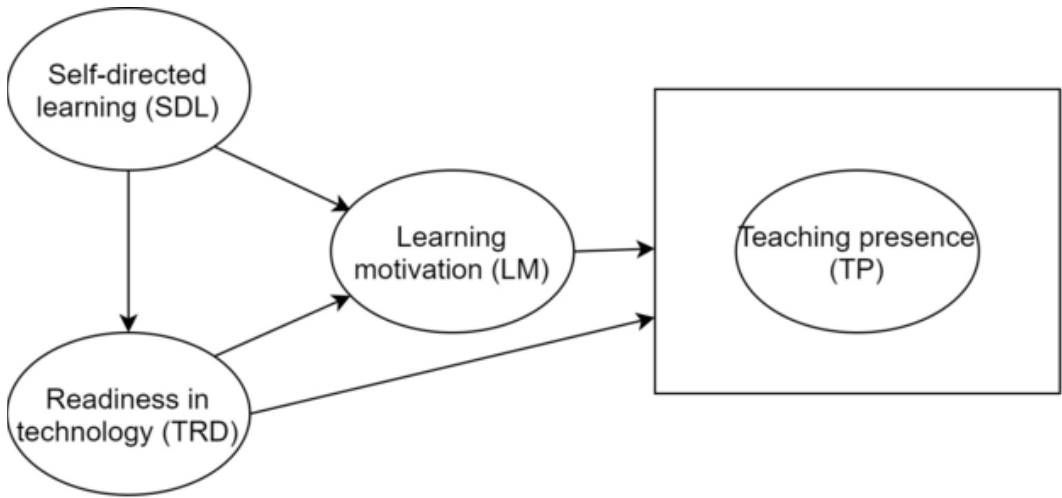 Self-directed
learning (SDL)
Learning
motivation (LM)
Teaching presence
(TP)
Readiness in
technology (TRD)